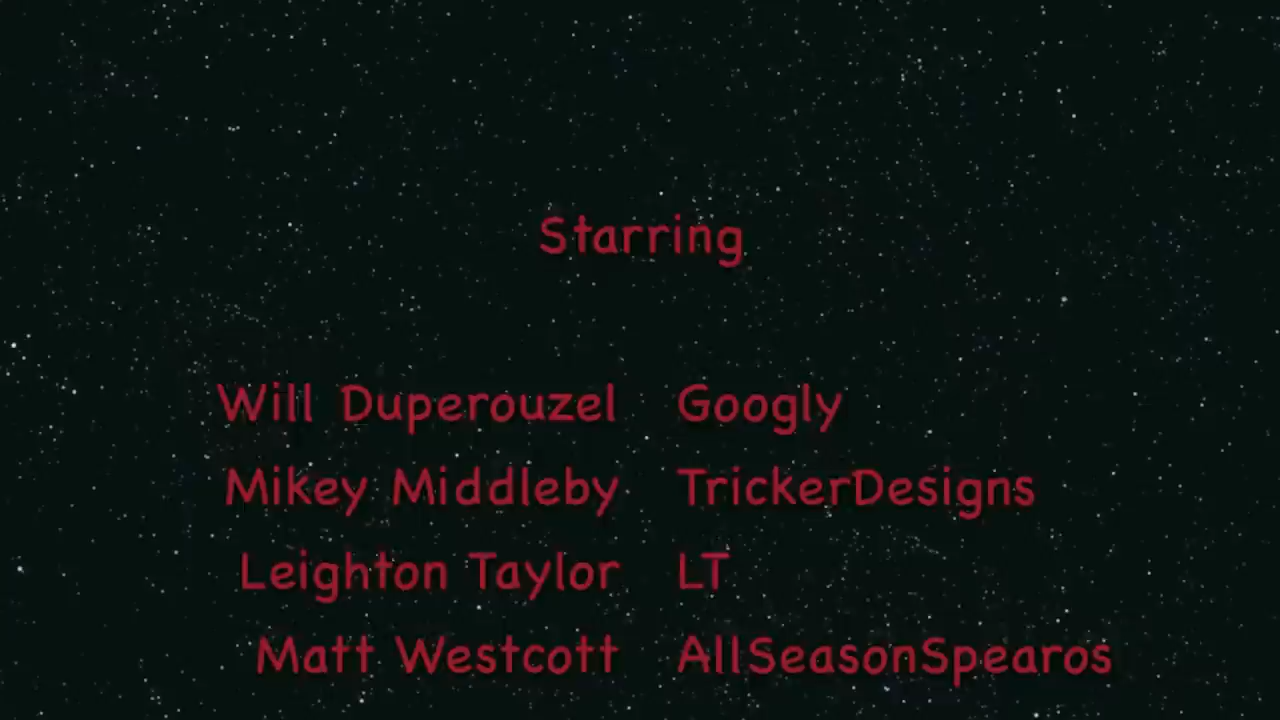 Starring
Will Duperouzel Googly
Mikey Middleby TrickerDesigns
Leighton Taylor LT
Matt Westcott AllSeasonSpearos